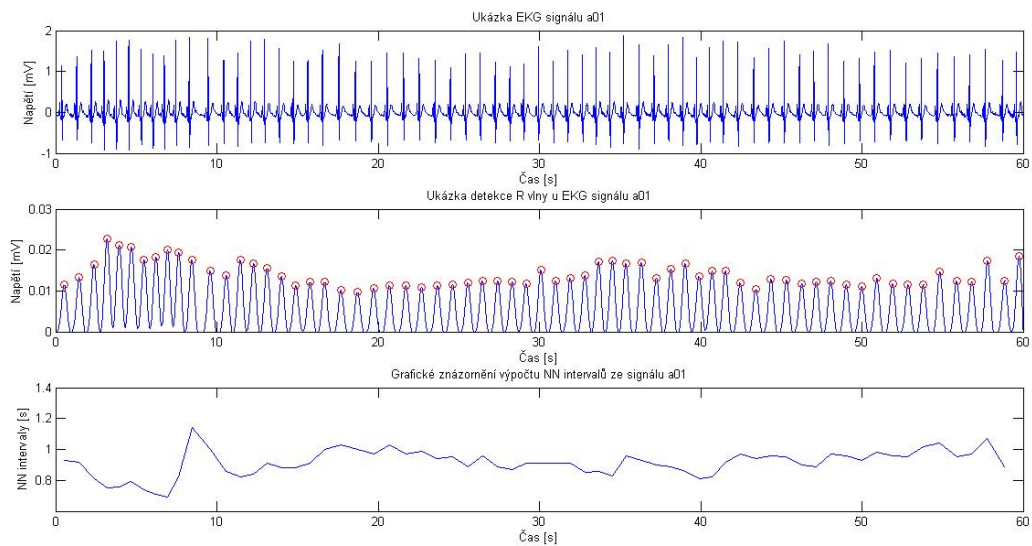 Ukázka EKG signálu a01
Napětí [mV]
2
1
0
-1
0 10 20 30 40 50 60
Čas [s]
Ukázka detekce R vlny u EKG signálu a01
Napětí [mV]
0.03
0.02
0.01
0
0 10 20 30 40 50 60
Čas [s]
Grafické znázornění výpočtu NN intervalů ze signálu a01
NN intervaly [s]
1.4
1.2
1
0.8
0 10 20 30 40 50 60
Čas [s]